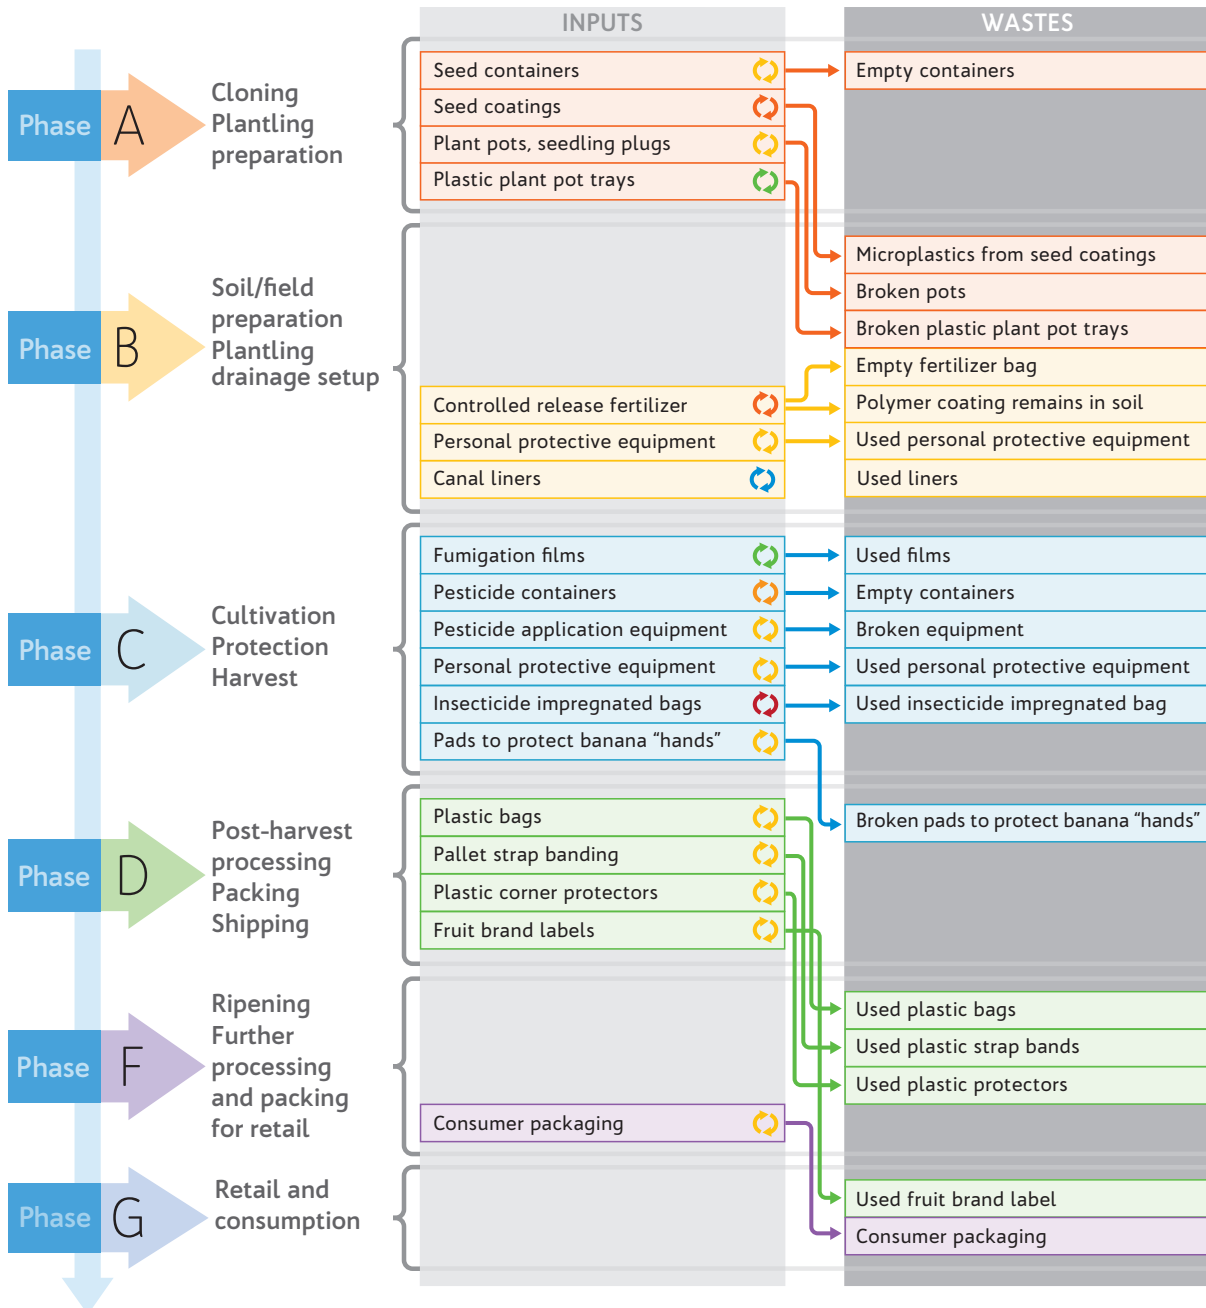 INPUTS
WASTES
Phase A
Cloning
Plantling
preparation
Seed containers
Empty containers
Seed coatings
Plant pots, seedling plugs
Plastic plant pot trays
Phase B
Soil/field
preparation
Plantling
drainage setup
Microplastics from seed coatings
Broken pots
Broken plastic plant pot trays
Empty fertilizer bag
Controlled release fertilizer
Polymer coating remains in soil
Personal protective equipment
Used personal protective equipment
Canal liners
Used liners
Phase C
Cultivation
Protection
Harvest
Fumigation films
Used films
Pesticide containers
Empty containers
Pesticide application equipment
Broken equipment
Personal protective equipment
Used personal protective equipment
Insecticide impregnated bags
Used insecticide impregnated bag
Pads to protect banana “hands”
Broken pads to protect banana “hands”
Phase D
Post-harvest
processing
Packing
Shipping
Plastic bags
Pallet strap banding
Plastic corner protectors
Fruit brand labels
Phase F
Ripening
Further
processing
and packing
for retail
Used plastic bags
Used plastic strap bands
Used plastic protectors
Consumer packaging
Phase G
Retail and
consumption
Used fruit brand label
Consumer packaging